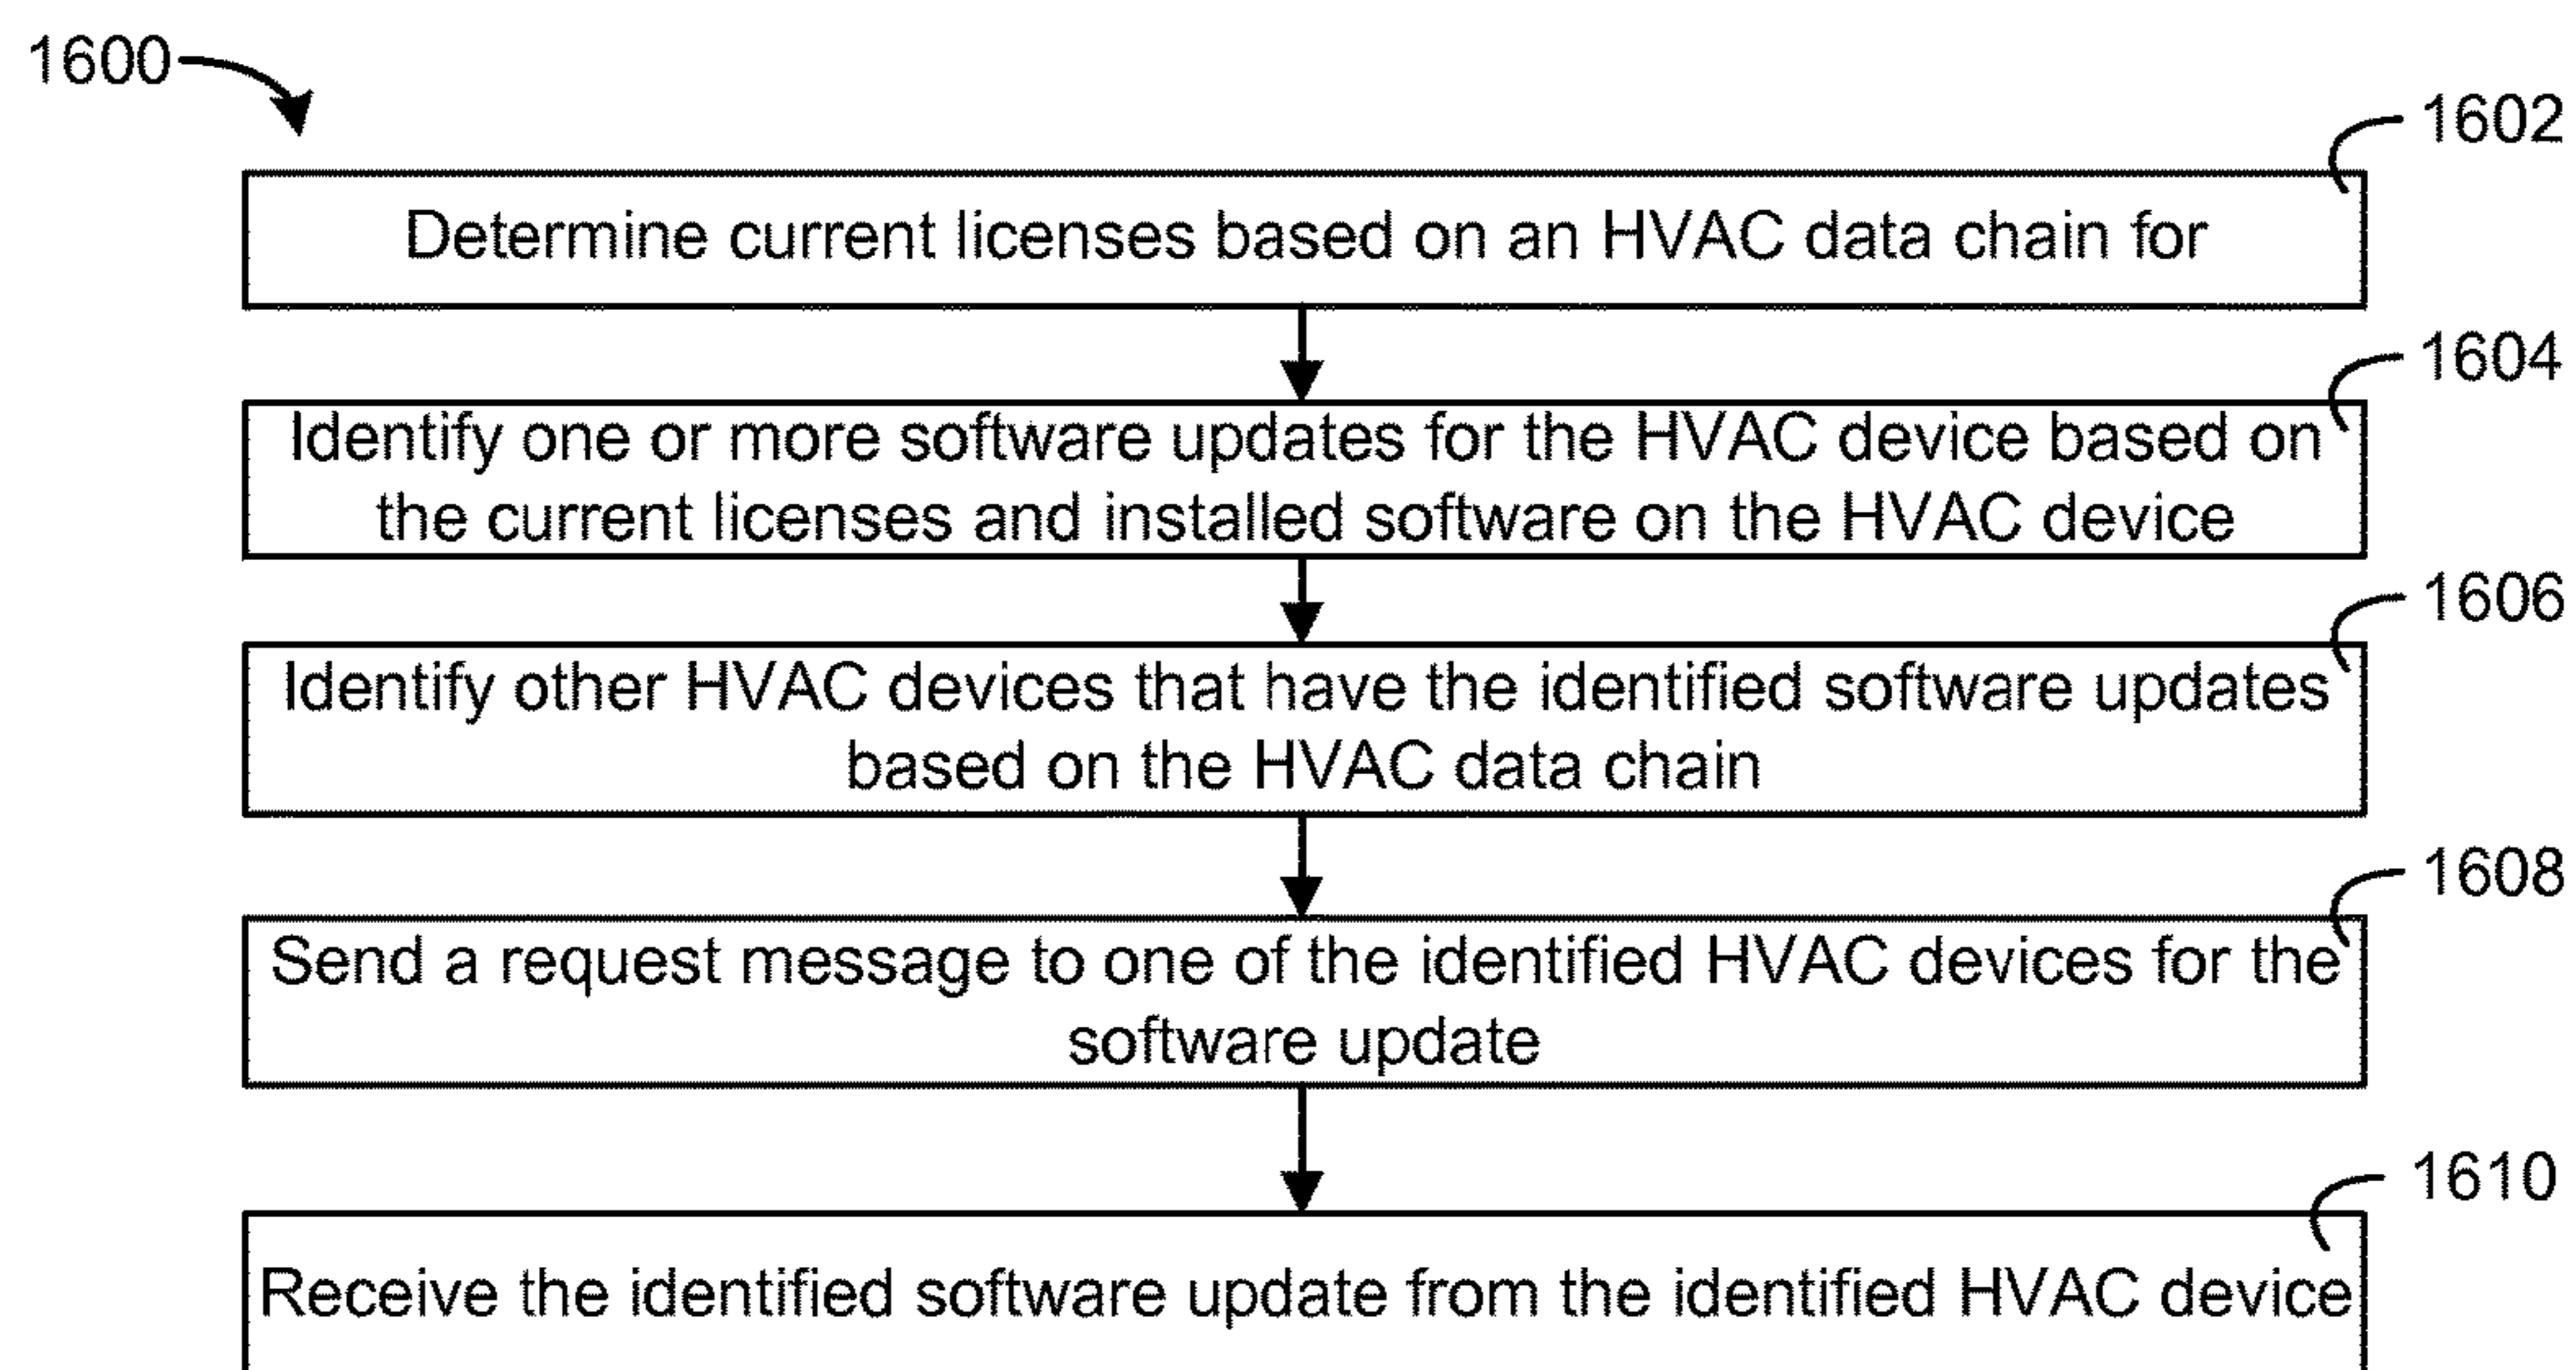 1600
1602
Determine current licenses based on an HVAC data chain for
1604
Identify one or more software updates for the HVAC device based on
the current licenses and installed software on the HVAC device
1606
Identify other HVAC devices that have the identified software updates
based on the HVAC data chain
1608
Send a request message to one of the identified HVAC devices for the
software update
1610
Receive the identified software update from the identified HVAC device